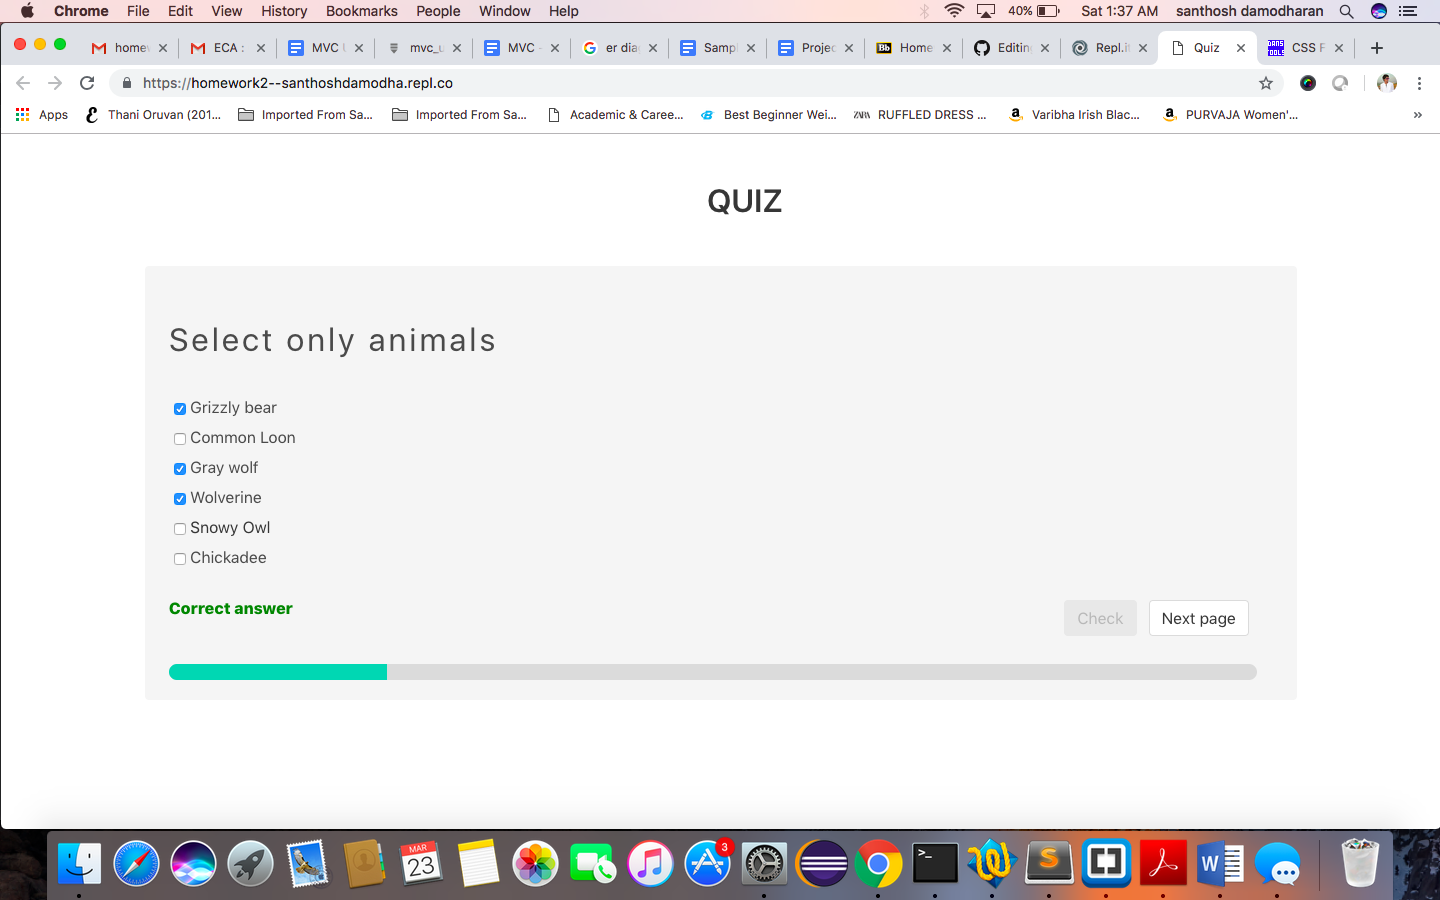 Chrome File Edit View History Bookmarks People Window Help 40% Sat 1:37 AM santhosh damodharan
home ECA : MVC mvc_u MVC - er dia Samp Projec Home Editin Repl.i Quiz CSS F
https://homework2--santhoshdamodha.repl.co
Apps Thani Oruvan (201... Imported From Sa... Imported From Sa... Academic & Caree... Best Beginner Wei... ZARA RUFFLED DRESS ... Varibha Irish Blac... PURVAJA Women'... »
QUIZ
Select only animals
Grizzly bear
Common Loon
Gray wolf
Wolverine
Snowy Owl
Chickadee
Correct answer
Check Next page
MAR
23
3